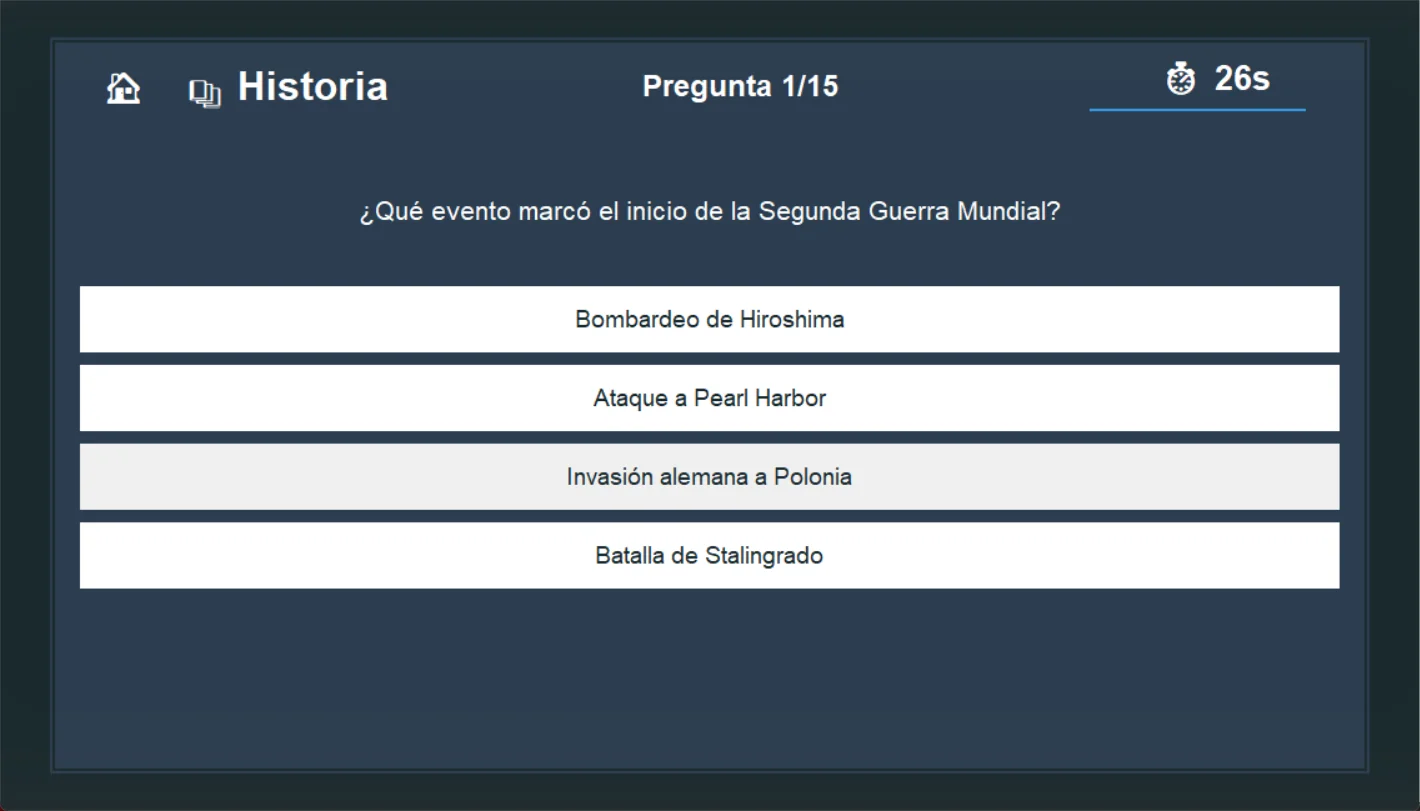 Historia
Pregunta 1/15
26s
¿Qué evento marcó el inicio de la Segunda Guerra Mundial?
Bombardeo de Hiroshima
Ataque a Pearl Harbor
Invasión alemana a Polonia
Batalla de Stalingrado